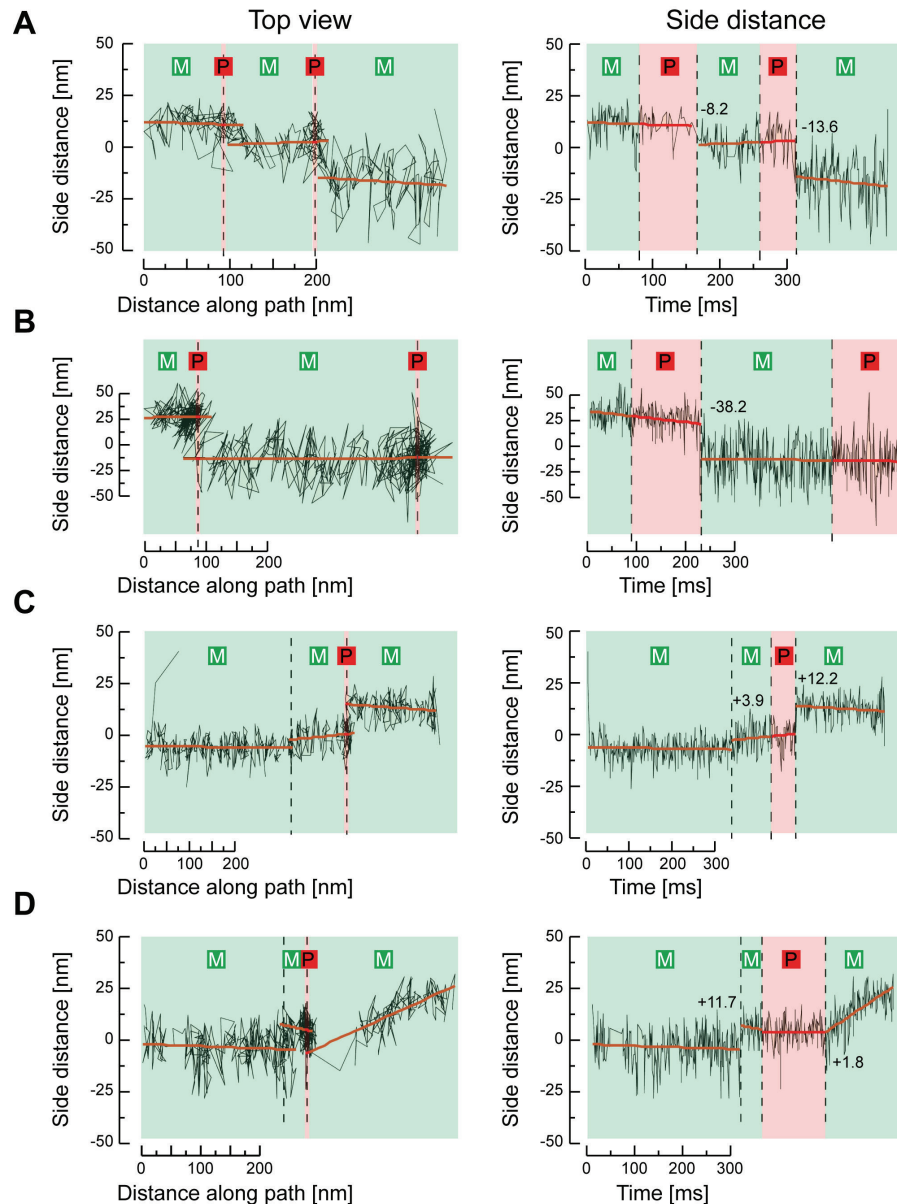 Top view
Side distance
A
50
25
0
-25
-50
Side distance [nm]
M P M P M
0 100 200
Distance along path [nm]
50
25
0
-25
-50
Side distance [nm]
M P M P M
-8.2
-13.6
0 100 200 300
Time [ms]
B
50
25
0
-25
-50
Side distance [nm]
M P M P
0 100 200
Distance along path [nm]
50
25
0
-25
-50
Side distance [nm]
M P M P
-38.2
0 100 200 300
Time [ms]
C
50
25
0
-25
-50
Side distance [nm]
M M P M
0 100 200
Distance along path [nm]
50
25
0
-25
-50
Side distance [nm]
M M P M
+3.9
+12.2
0 100 200 300
Time [ms]
D
50
25
0
-25
-50
Side distance [nm]
M M P M
0 100 200
Distance along path [nm]
50
25
0
-25
-50
Side distance [nm]
M M P M
+11.7
+1.8
0 100 200 300
Time [ms]